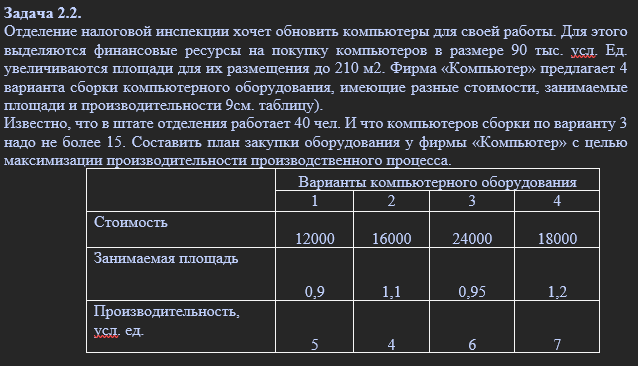 Задача 2.2.
Отделение налоговой инспекции хочет обновить компьютеры для своей работы. Для этого
выделяются финансовые ресурсы на покупку компьютеров в размере 90 тыс. усл. Ед.
увеличиваются площади для их размещения до 210 м2. Фирма «Компьютер» предлагает 4
варианта сборки компьютерного оборудования, имеющие разные стоимости, занимаемые
площади и производительности 9см. таблицу).
Известно, что в штате отделения работает 40 чел. И что компьютеров сборки по варианту 3
надо не более 15. Составить план закупки оборудования у фирмы «Компьютер» с целью
максимизации производительности производственного процесса.
Варианты компьютерного оборудования
1 2 3 4
Стоимость
12000 16000 24000 18000
Занимаемая площадь
0,9 1,1 0,95 1,2
Производительность,
усл. ед.
5 4 6 7